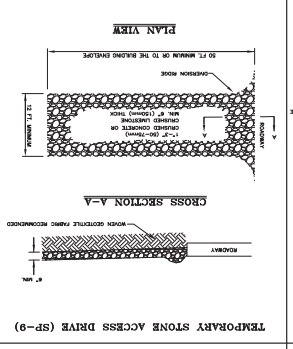 TEMPORARY STONE ACCESS DRIVE (SP-9)
6" MIN.
ROADWAY
WOVEN GEOTEXTILE FABRIC RECOMMENDED
CROSS SECTION A-A
12 FT. MINIMUM
1"-3" (50-75mm)
CRUSHED CONCRETE OR
CRUSHED LIMESTONE
MIN. 6" (150mm) THICK
A
A
ROADWAY
DIVERSION RIDGE
50 FT. MINIMUM OR TO THE BUILDING ENVELOPE
PLAN VIEW